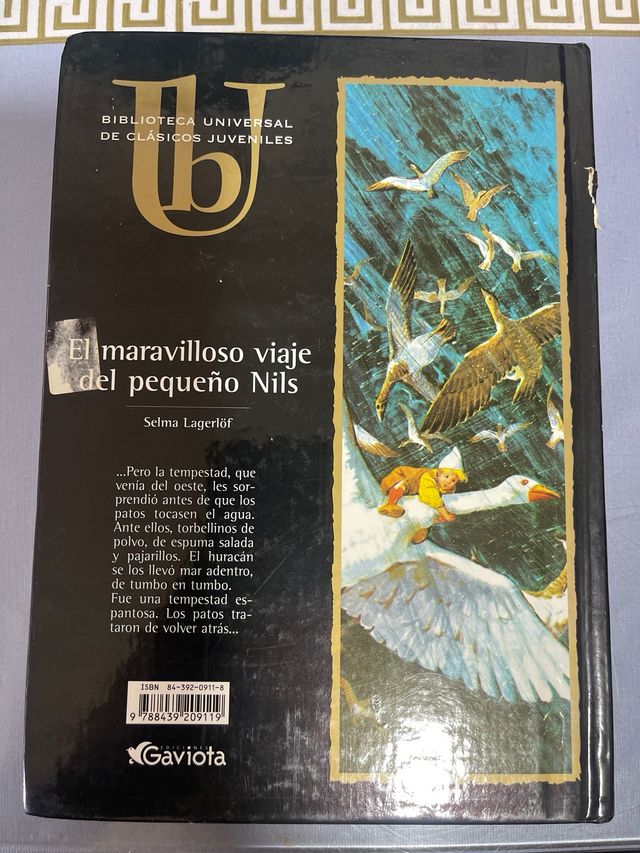 BIBLIOTECA UNIVERSAL
DE CLÁSICOS JUVENILES
Ub
El maravilloso viaje
del pequeño Nils
Selma Lagerlöf
...Pero la tempestad, que
venía del oeste, les sor-
prendió antes de que los
patos tocasen el agua.
Ante ellos, torbellinos de
polvo, de espuma salada
y pajarillos. El huracán
se los llevó mar adentro,
de tumbo en tumbo.
Fue una tempestad es-
pantosa. Los patos tra-
taron de volver atrás...
ISBN 84-392-0911-8
9 788439 209119
EDICIONES
Gaviota